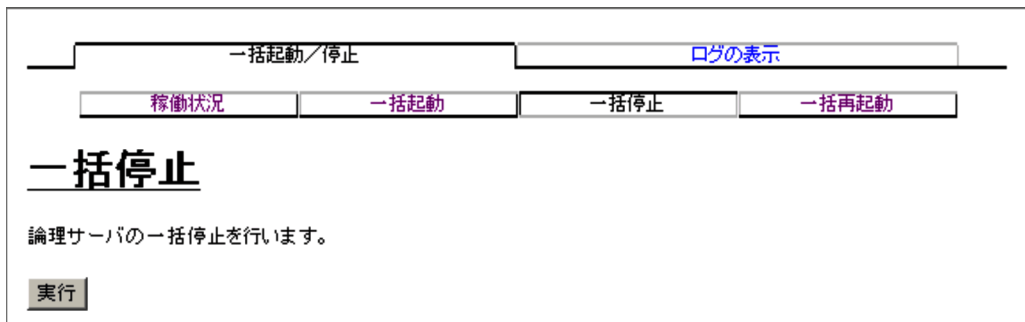 一括起動／停止 ログの表示
稼働状況 一括起動 一括停止 一括再起動
一括停止
論理サーバの一括停止を行います。
実行